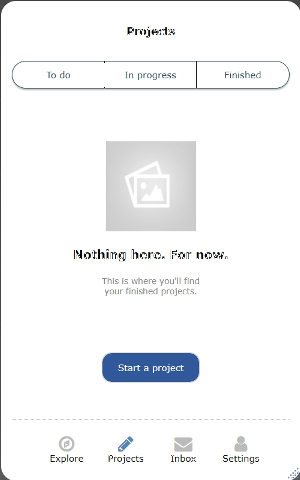 Projects
To do
In progress
Finished
Nothing here. For now.
This is where you'll find
your finished projects.
Start a project
Explore
Projects
Inbox
Settings